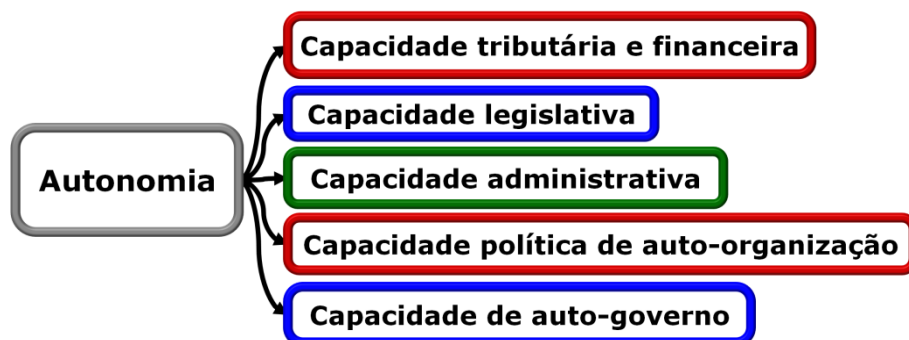 Capacidade tributária e financeira
Capacidade legislativa
Autonomia
Capacidade administrativa
Capacidade política de auto-organização
Capacidade de auto-governo